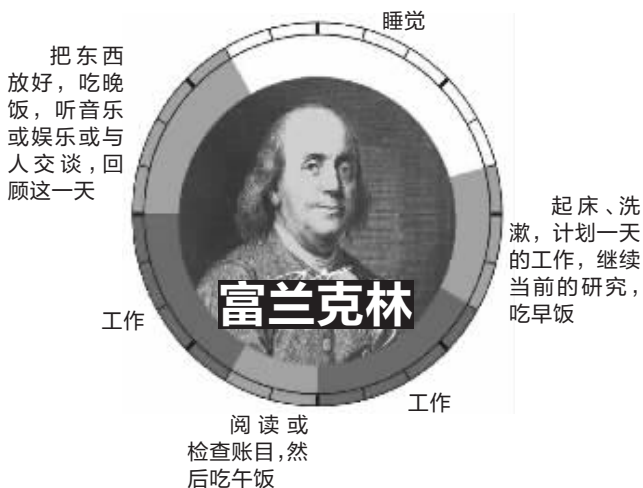 睡觉
把东西
放好，吃晚
饭，听音乐
或娱乐或与
人交谈，回
顾这一天
起床、洗
漱，计划一天
的工作，继续
当前的研究，
吃早饭
富兰克林
工作
工作
阅读或
检查账目，然
后吃午饭